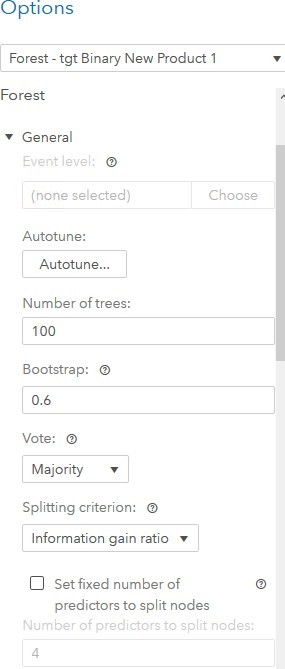 Options
Forest - tgt Binary New Product 1
Forest
General
Event level:
(none selected) Choose
Autotune:
Autotune...
Number of trees:
100
Bootstrap:
0.6
Vote:
Majority
Splitting criterion:
Information gain ratio
Set fixed number of
predictors to split nodes
Number of predictors to split nodes:
4